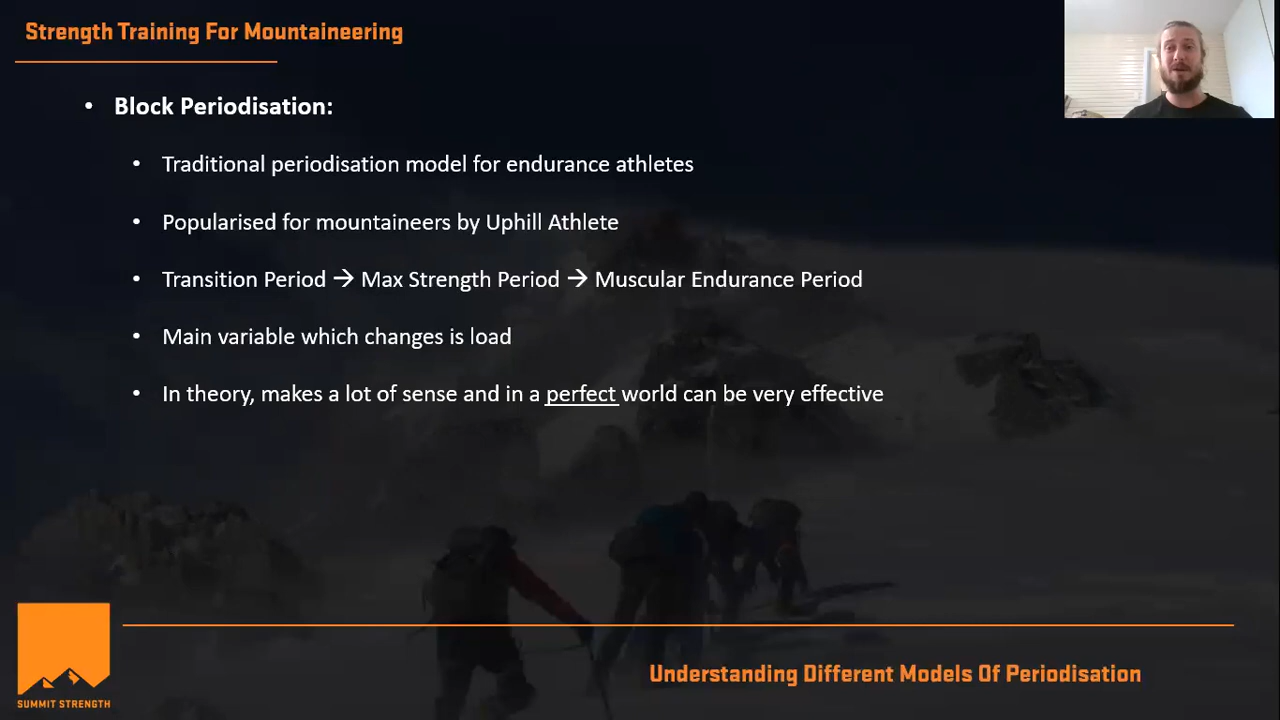 Strength Training For Mountaineering
• Block Periodisation:
• Traditional periodisation model for endurance athletes
• Popularised for mountaineers by Uphill Athlete
• Transition Period → Max Strength Period → Muscular Endurance Period
• Main variable which changes is load
• In theory, makes a lot of sense and in a perfect world can be very effective
SUMMIT STRENGTH
Understanding Different Models Of Periodisation